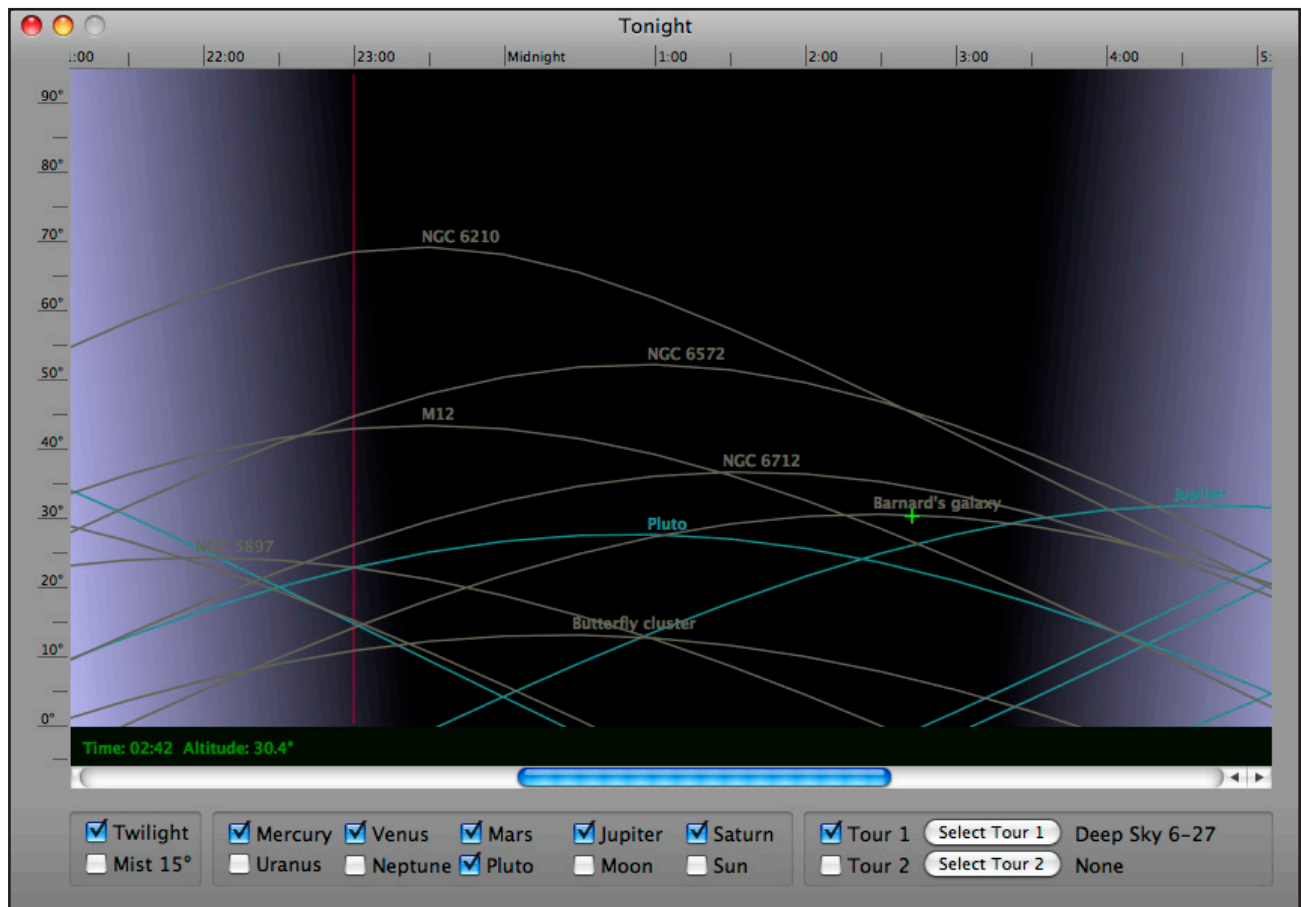 Tonight
:00 22:00 23:00 Midnight 1:00 2:00 3:00 4:00 5:
90°
80°
70°
NGC 6210
60°
NGC 6572
50°
M12
40°
NGC 6712
Jupiter
Barnard's galaxy
30°
Pluto
NGC 5897
20°
Butterfly cluster
10°
0°
Time: 02:42 Altitude: 30.4°
Twilight Mercury Venus Mars Jupiter Saturn Tour 1 Select Tour 1 Deep Sky 6-27
Mist 15° Uranus Neptune Pluto Moon Sun Tour 2 Select Tour 2 None